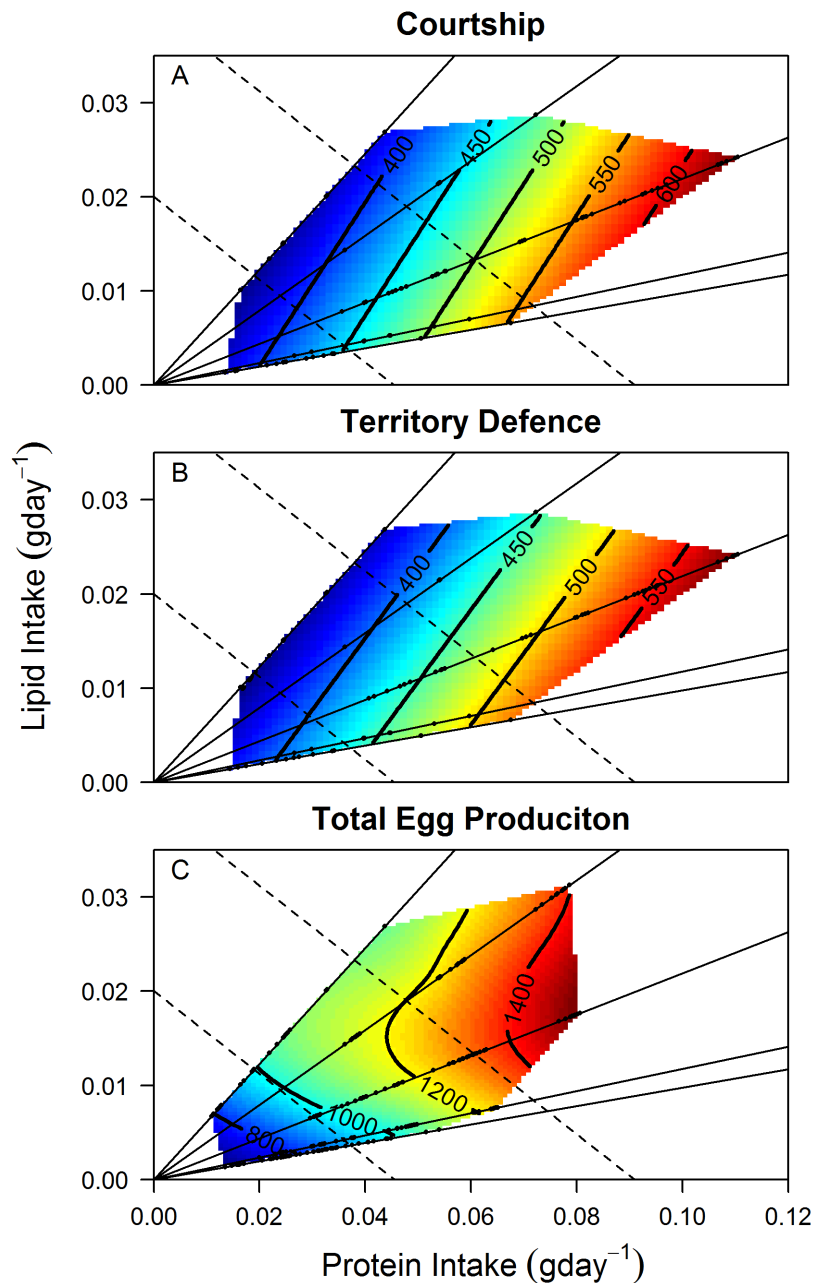 Courtship
A
0.03
0.02
0.01
0.00
400
450
500
550
600
Territory Defence
B
0.03
0.02
0.01
0.00
400
450
500
550
Lipid Intake (gday⁻¹)
Total Egg Produciton
C
0.03
0.02
0.01
0.00
800
1000
1200
1400
0.00 0.02 0.04 0.06 0.08 0.10 0.12
Protein Intake (gday⁻¹)